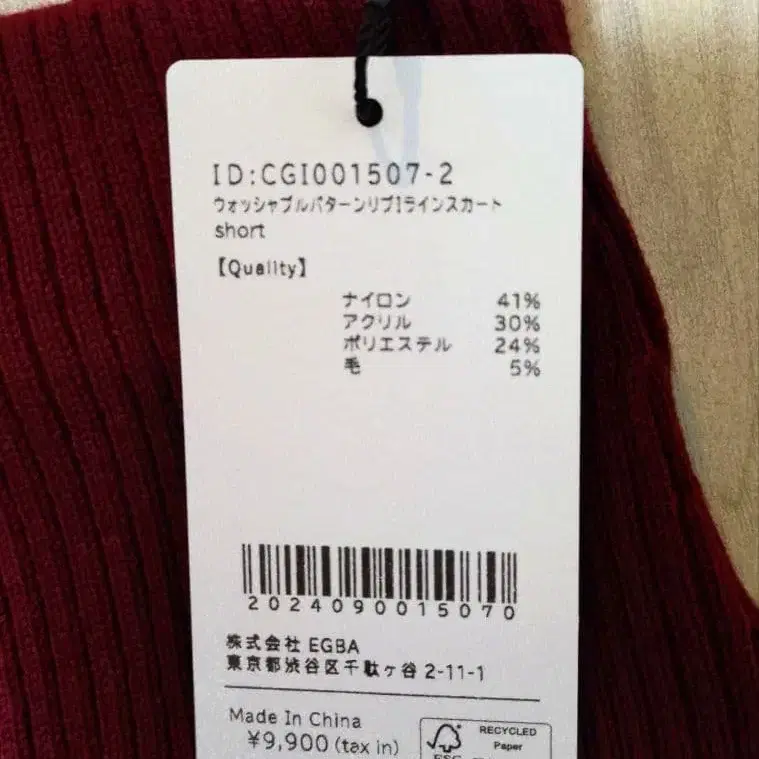 ID:CGI001507-2
ウォッシャブルパターンリブIラインスカート
short
【Quality】
ナイロン 41%
アクリル 30%
ポリエステル 24%
毛 5%
2024090015070
株式会社 EGBA
東京都渋谷区千駄ヶ谷 2-11-1
Made In China
¥9,900 (tax in)
RECYCLED
Paper
FSC